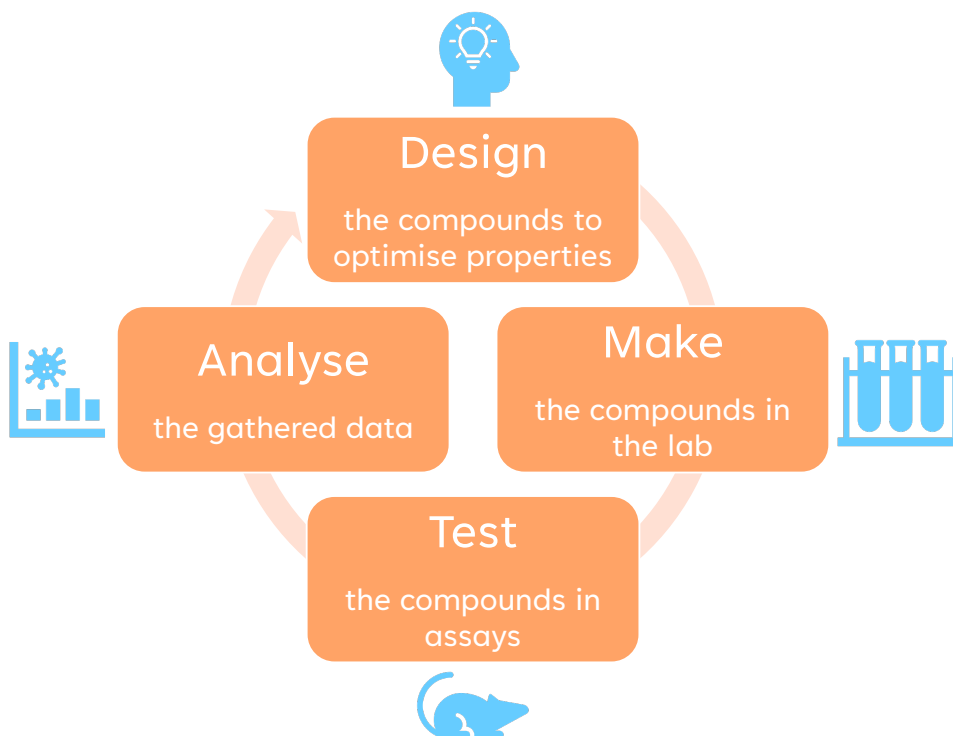 Design
the compounds to
optimise properties
Make
the compounds in
the lab
Test
the compounds in
assays
Analyse
the gathered data